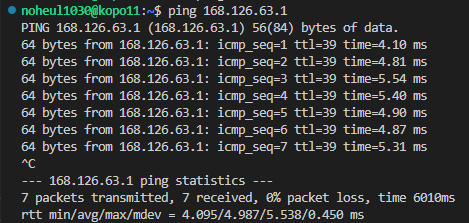 noheul1030@kopo11:~$ ping 168.126.63.1
PING 168.126.63.1 (168.126.63.1) 56(84) bytes of data.
64 bytes from 168.126.63.1: icmp_seq=1 ttl=39 time=4.10 ms
64 bytes from 168.126.63.1: icmp_seq=2 ttl=39 time=4.81 ms
64 bytes from 168.126.63.1: icmp_seq=3 ttl=39 time=5.54 ms
64 bytes from 168.126.63.1: icmp_seq=4 ttl=39 time=5.40 ms
64 bytes from 168.126.63.1: icmp_seq=5 ttl=39 time=4.90 ms
64 bytes from 168.126.63.1: icmp_seq=6 ttl=39 time=4.87 ms
64 bytes from 168.126.63.1: icmp_seq=7 ttl=39 time=5.31 ms
^C
--- 168.126.63.1 ping statistics ---
7 packets transmitted, 7 received, 0% packet loss, time 6010ms
rtt min/avg/max/mdev = 4.095/4.987/5.538/0.450 ms